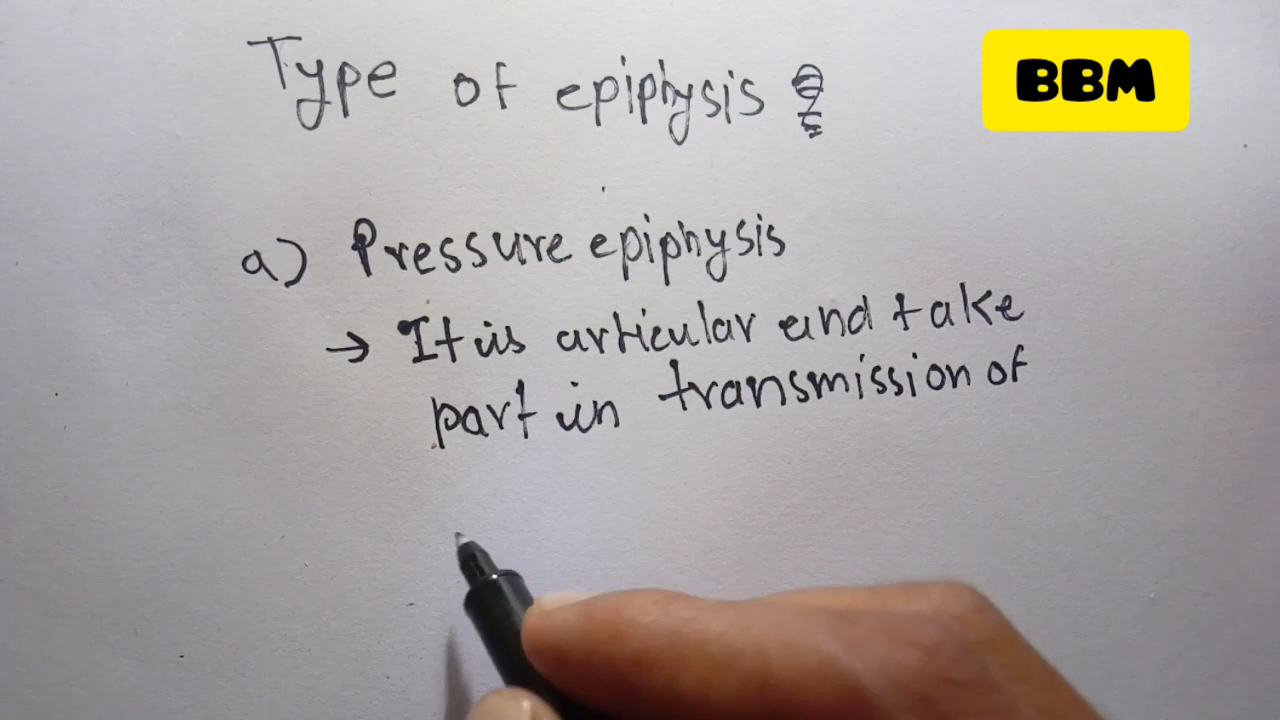 Type of epiphysis
BBM
a) Pressure epiphysis
→ It is articular and take
part in transmission of